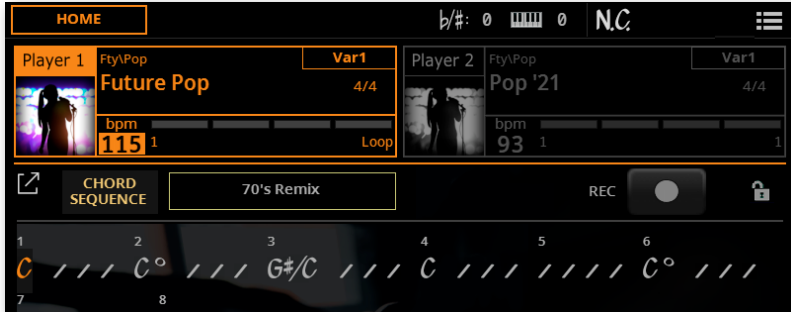 HOME b/#: 0 0 N.C.
Player 1 Fty\Pop Var1 Player 2 Fty\Pop Var1
Future Pop 4/4 Pop '21 4/4
bpm bpm
115 1 Loop 93 1 1
CHORD SEQUENCE 70's Remix REC
1 2 3 4 5 6
C / / / C° / / / G#/C / / / C / / / / / / / C° / / /
7 8